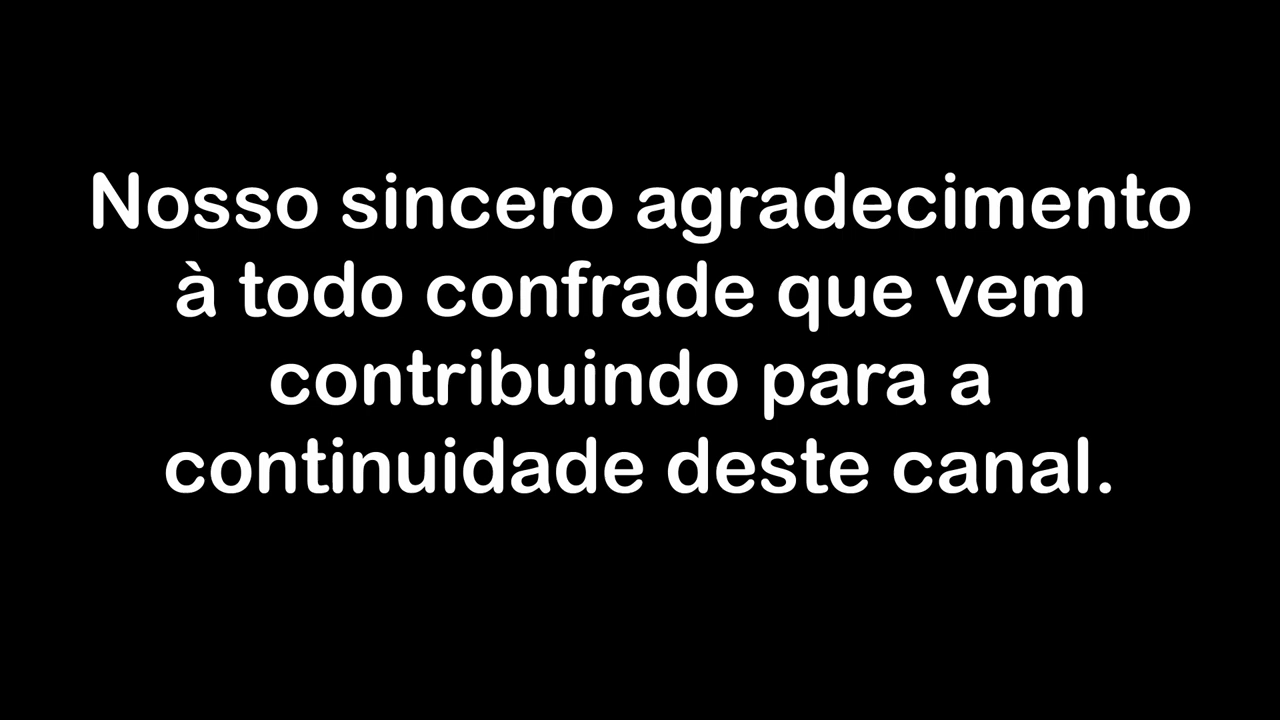 Nosso sincero agradecimento
à todo confrade que vem
contribuindo para a
continuidade deste canal.